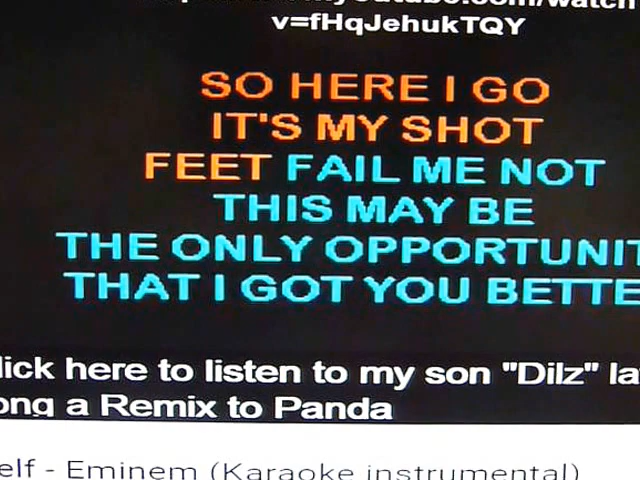 v=fHqJehukTQY
SO HERE I GO
IT'S MY SHOT
FEET FAIL ME NOT
THIS MAY BE
THE ONLY OPPORTUNIT
THAT I GOT YOU BETTE
lick here to listen to my son "Dilz" la
ong a Remix to Panda
elf - Eminem (Karaoke instrumental)